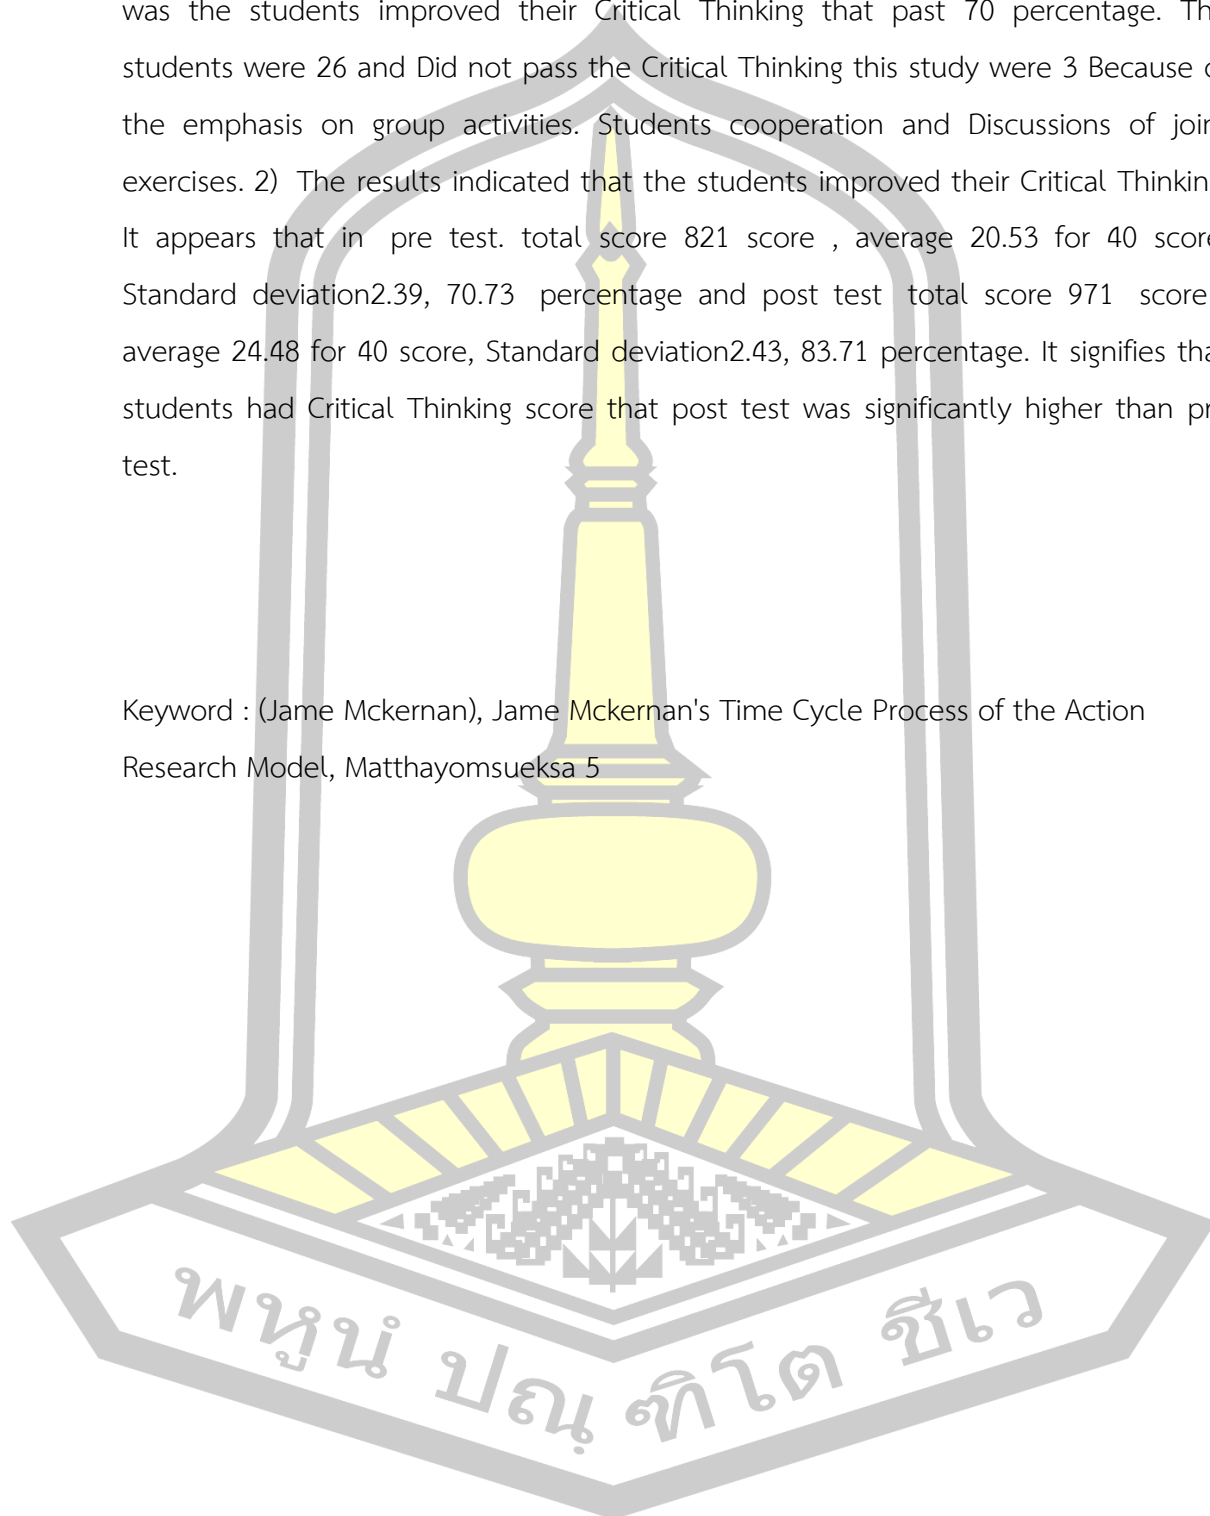 was the students improved their Critical Thinking that past 70 percentage. Th
students were 26 and Did not pass the Critical Thinking this study were 3 Because o
the emphasis on group activities. Students cooperation and Discussions of join
exercises. 2) The results indicated that the students improved their Critical Thinkin
It appears that in pre test. total score 821 score , average 20.53 for 40 score
Standard deviation2.39, 70.73 percentage and post test total score 971 score
average 24.48 for 40 score, Standard deviation2.43, 83.71 percentage. It signifies tha
students had Critical Thinking score that post test was significantly higher than pr
test.
Keyword : (Jame Mckernan), Jame Mckernan's Time Cycle Process of the Action
Research Model, Matthayomsueksa 5
พหูนํ ปณฺฑิโต ชีเว